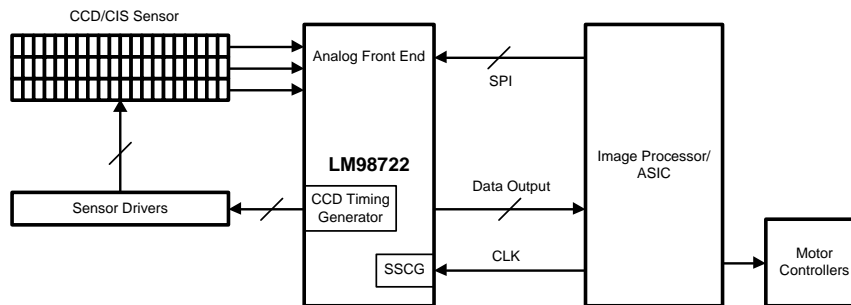 CCD/CIS Sensor
Analog Front End
SPI
LM98722
Image Processor/
ASIC
Data Output
CCD Timing
Generator
Sensor Drivers
SSCG
CLK
Motor
Controllers